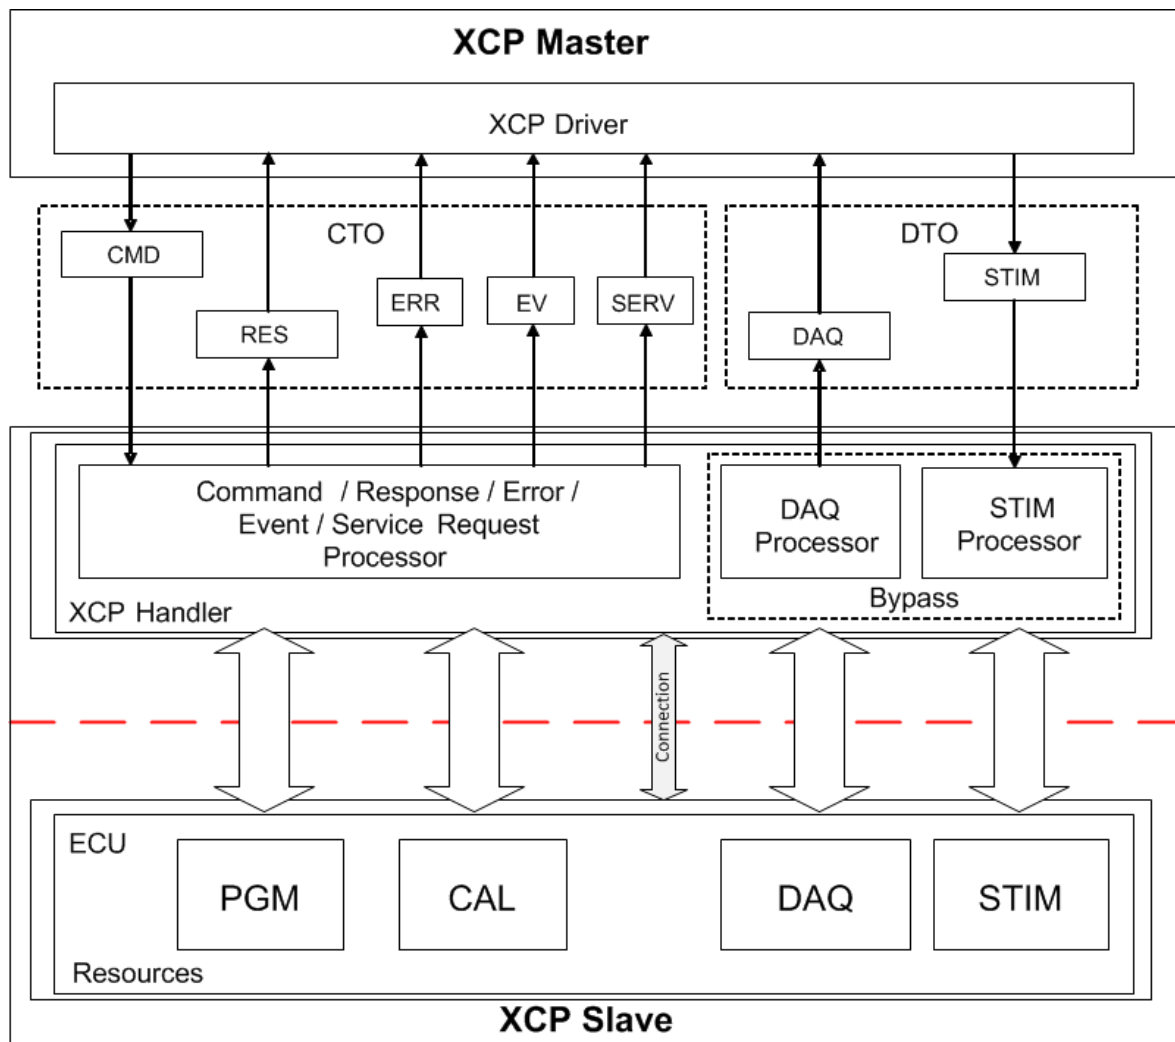 XCP Master
XCP Driver
CTO
DTO
CMD
STIM
ERR
EV
SERV
RES
DAQ
Command / Response / Error /
Event / Service Request
Processor
DAQ
Processor
STIM
Processor
Bypass
XCP Handler
Connection
ECU
PGM
CAL
DAQ
STIM
Resources
XCP Slave